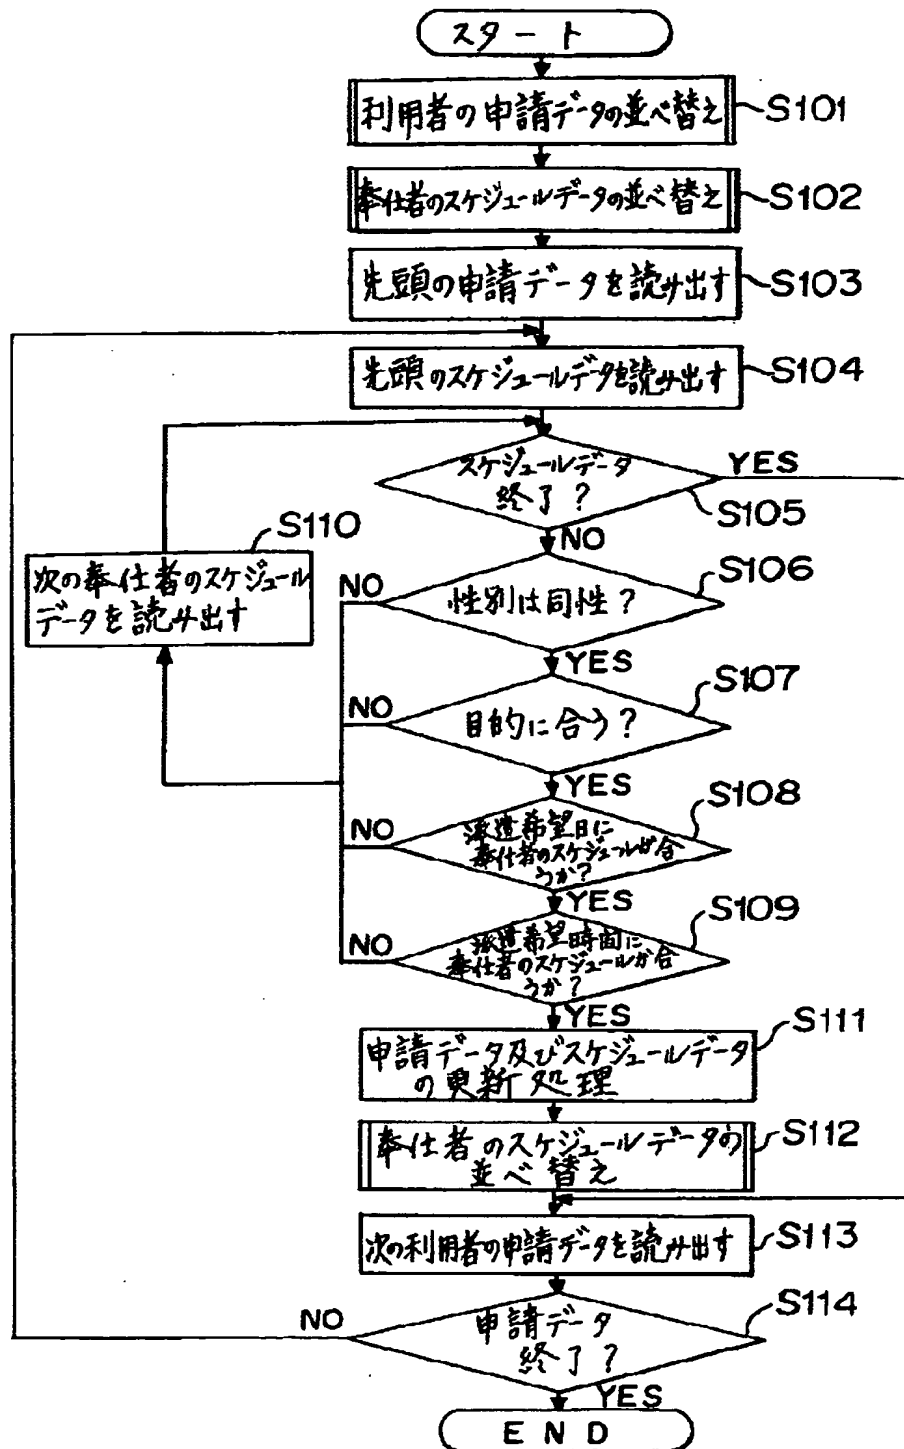 スタート
利用者の申請データの並べ替え
S101
奉仕者のスケジュールデータの並べ替え
S102
先頭の申請データを読み出す
S103
先頭のスケジュールデータを読み出す
S104
スケジュールデータ
終了?
YES
S105
NO
S110
次の奉仕者のスケジュール
データを読み出す
NO
性別は同性?
S106
YES
NO
目的に合う?
S107
YES
NO
派遣希望日に
奉仕者のスケジュールが合
うか?
S108
YES
NO
派遣希望時間に
奉仕者のスケジュールが合
うか?
S109
YES
申請データ及びスケジュールデータ
の更新処理
S111
奉仕者のスケジュールデータの
並べ替え
S112
次の利用者の申請データを読み出す
S113
NO
申請データ
終了?
S114
YES
END